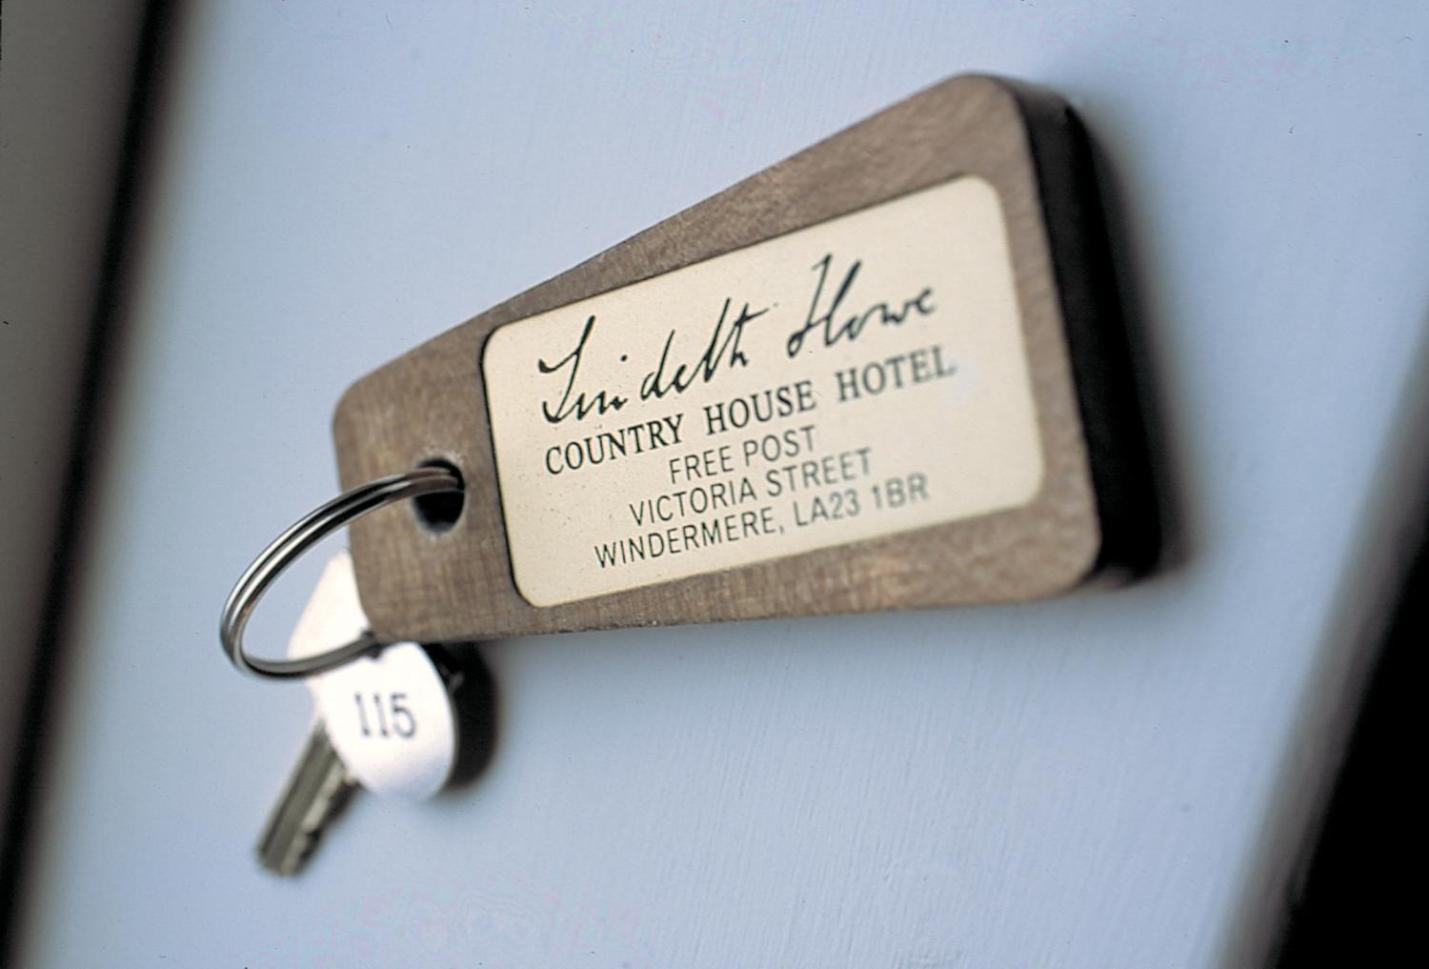 Lindeth Howe
COUNTRY HOUSE HOTEL
FREE POST
VICTORIA STREET
WINDERMERE, LA23 1BR
115